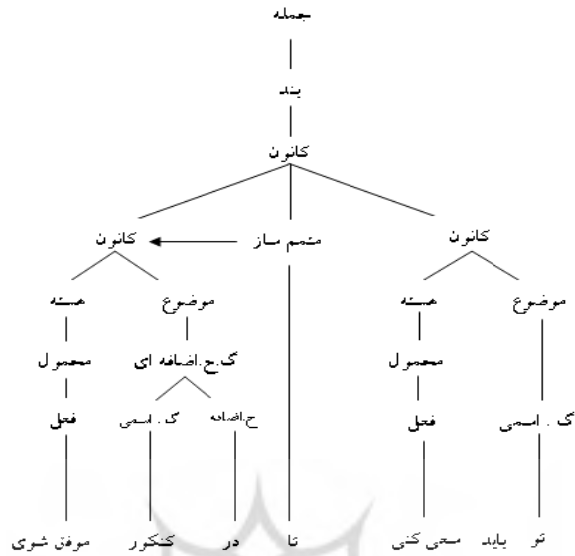 جمله
بند
کانون
کانون متمم ساز کانون
موضوع هسته موضوع هسته
محمول گ.ح.اضافه ای محمول
گ . اسمی فعل ح.اضافه گ . اسمی فعل
تو باید سعی کنی تا در کنکور موفق شوی